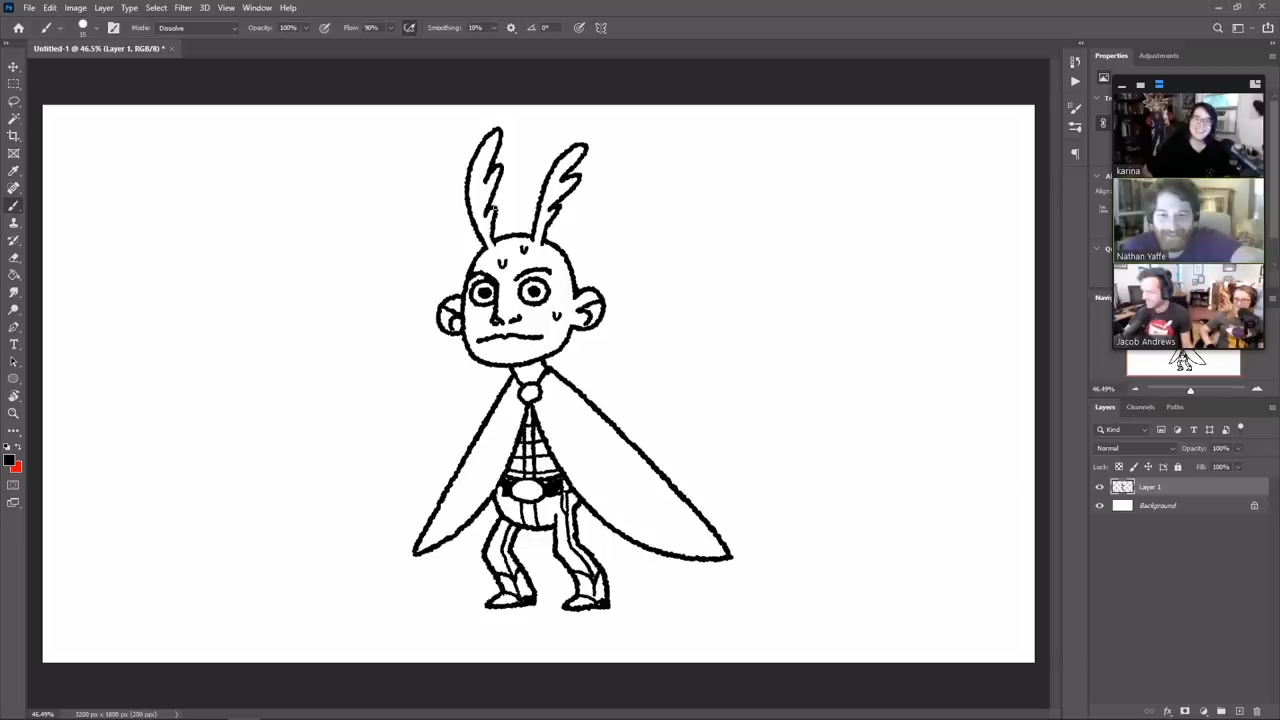 Ps File Edit Image Layer Type Select Filter 3D View Window Help
15 Mode: Dissolve Opacity: 100% Flow: 90% Smoothing: 10% 0°
Untitled-1 @ 46.5% (Layer 1, RGB/8) *
Properties Adjustments
karina
Nathan Yaffe
Jacob Andrews
46.49%
Layers Channels Paths
Kind
Normal Opacity: 100%
Lock: Fill: 100%
Layer 1
Background
46.49% 3200 px x 1800 px (200 ppi)